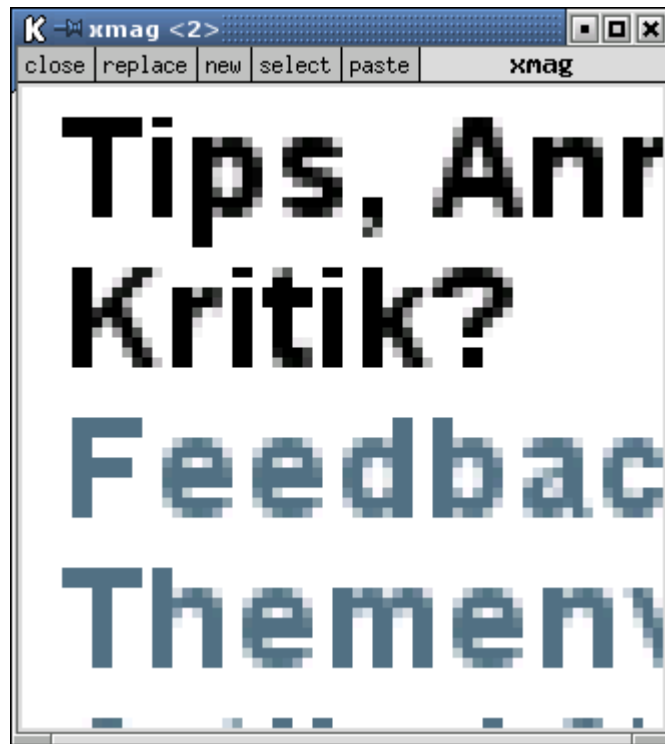 xmag <2>
close replace new select paste xmag
Tips, Anr
Kritik?
Feedbac
Themenv